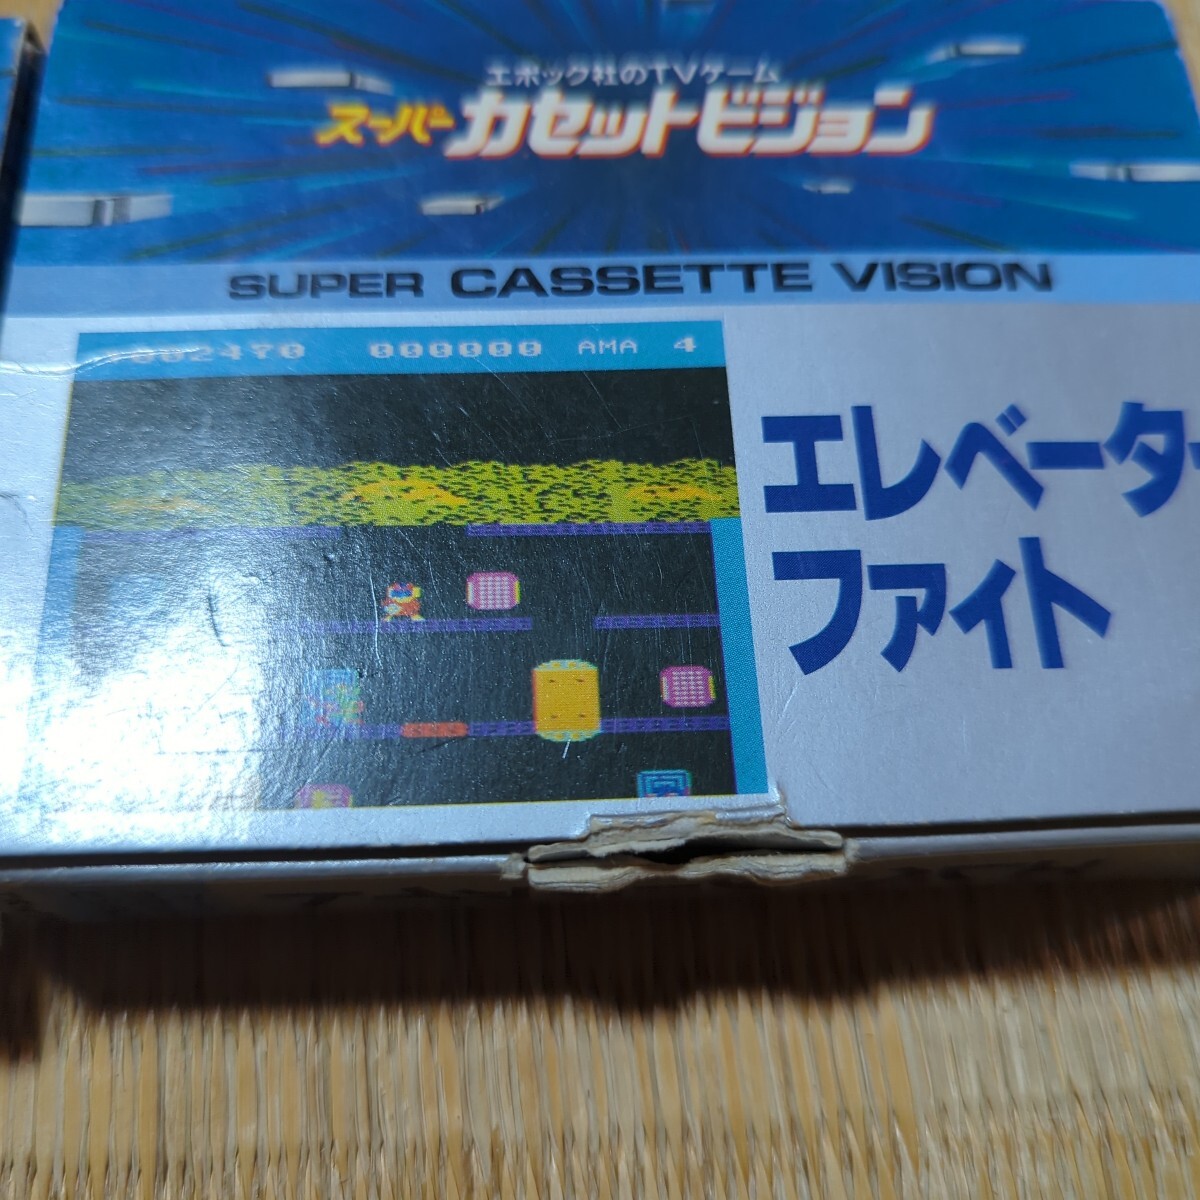 エポック社のTVゲーム
スーパー カセットビジョン
SUPER CASSETTE VISION
002470 000000 AMA 4
エレベーター
ファイト